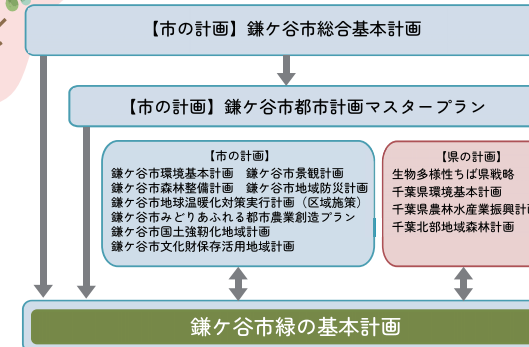 【市の計画】鎌ケ谷市総合基本計画
【市の計画】鎌ケ谷市都市計画マスタープラン
【市の計画】
鎌ケ谷市環境基本計画　鎌ケ谷市景観計画
鎌ケ谷市森林整備計画　鎌ケ谷市地域防災計画
鎌ケ谷市地球温暖化対策実行計画（区域施策）
鎌ケ谷市みどりあふれる都市農業創造プラン
鎌ケ谷市国土強靭化地域計画
鎌ケ谷市文化財保存活用地域計画
【県の計画】
生物多様性ちば県戦略
千葉県環境基本計画
千葉県農林水産業振興計
千葉北部地域森林計画
鎌ケ谷市緑の基本計画